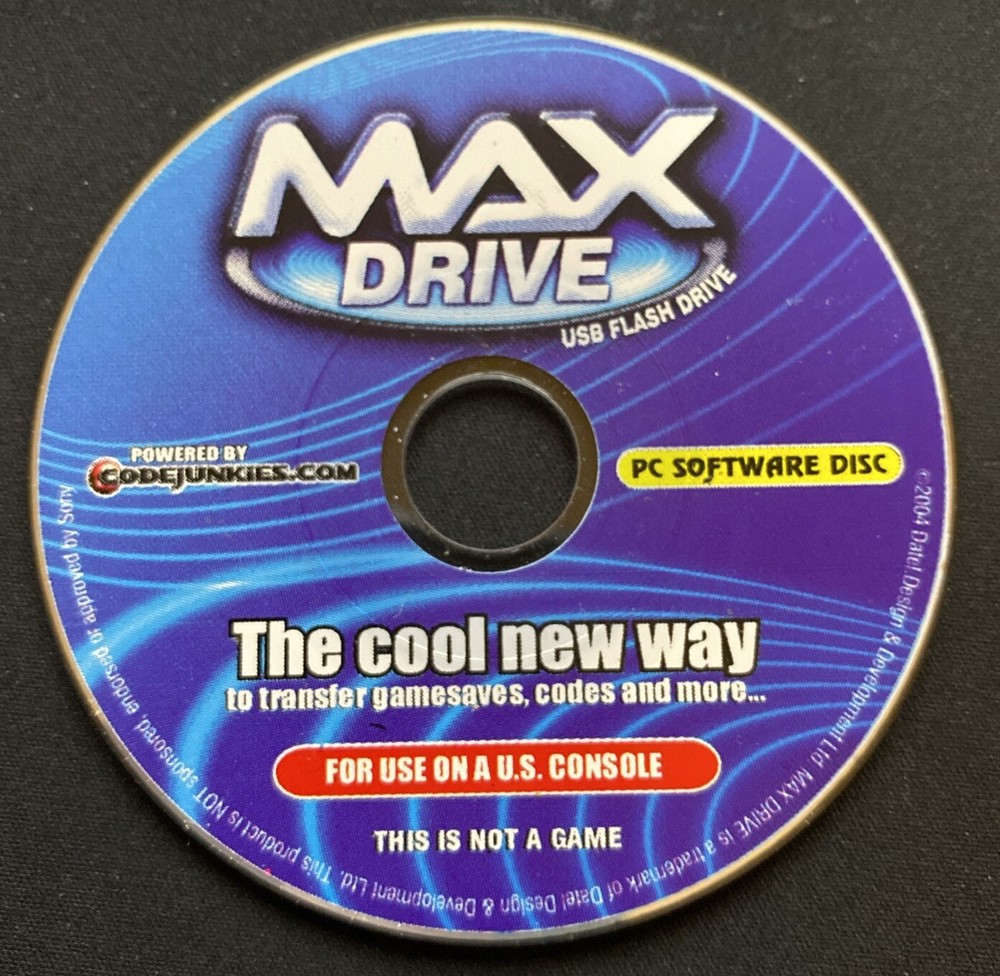 MAX
DRIVE
USB FLASH DRIVE
POWERED BY
CODEJUNKIES.COM
PC SOFTWARE DISC
The cool new way
to transfer gamesaves, codes and more...
FOR USE ON A U.S. CONSOLE
THIS IS NOT A GAME
©2004 Datel Design & Development Ltd. MAX DRIVE is a trademark of Datel Design & Development Ltd. This product is NOT sponsored, endorsed or approved by Sony